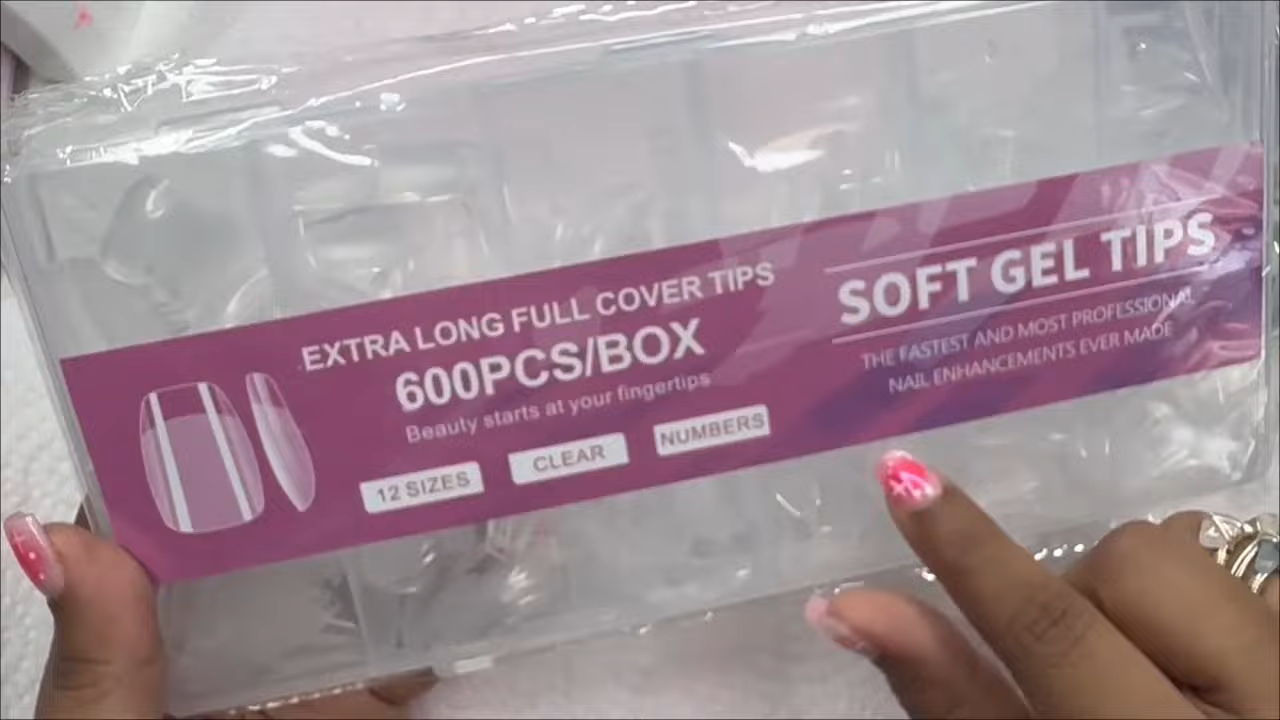 EXTRA LONG FULL COVER TIPS
600PCS/BOX
Beauty starts at your fingertips
12 SIZES
CLEAR
NUMBERS
SOFT GEL TIPS
THE FASTEST AND MOST PROFESSIONAL
NAIL ENHANCEMENTS EVER MADE